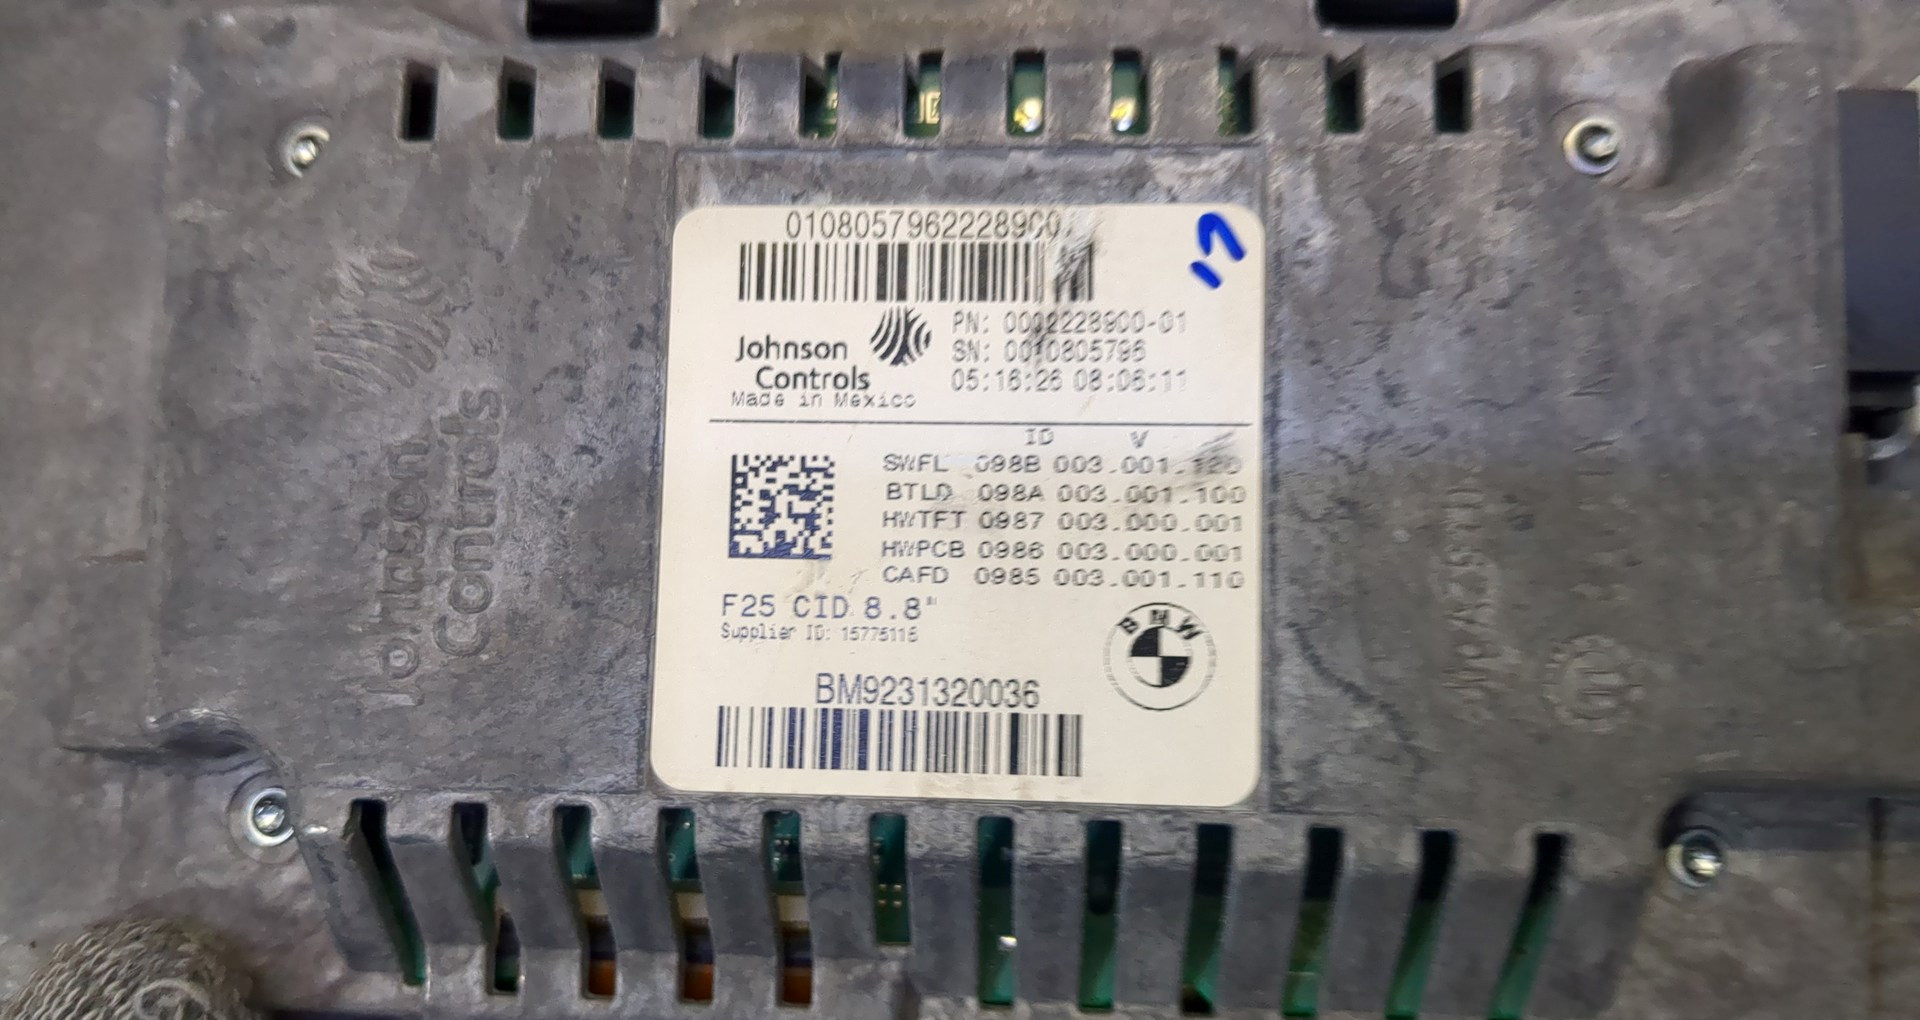 0108057962228900
PN: 0002228900-01
SN: 0010805796
05:16:26 08:06:11
Johnson
Controls
Made in Mexico
ID V
SWFL 098B 003.001.120
BTLD 098A 003.001.100
HWTFT 0987 003.000.001
HWPCB 0986 003.000.001
CAFD 0985 003.001.110
F25 CID 8.8"
Supplier ID: 15775116
BMW
BM9231320036
Johnson
Controls